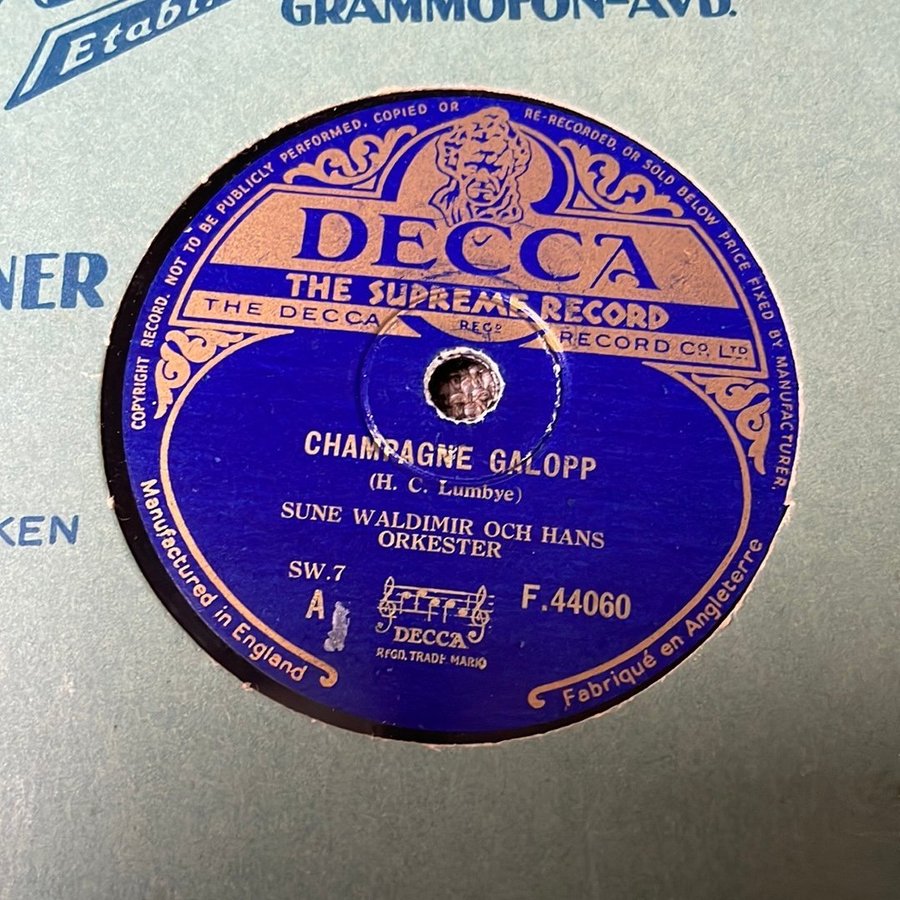 GRAMMOFON-AVD.
Etabl.
NER
KEN
COPYRIGHT RECORD. NOT TO BE PUBLICLY PERFORMED, COPIED OR RE-RECORDED, OR SOLD BELOW PRICE FIXED BY MANUFACTURER.
DECCA
THE SUPREME RECORD
THE DECCA REGD RECORD CO. LTD.
CHAMPAGNE GALOPP
(H. C. Lumbye)
SUNE WALDIMIR OCH HANS
ORKESTER
SW.7
A
F.44060
DECCA
REGD. TRADE MARK
Manufactured in England
Fabriqué en Angleterre